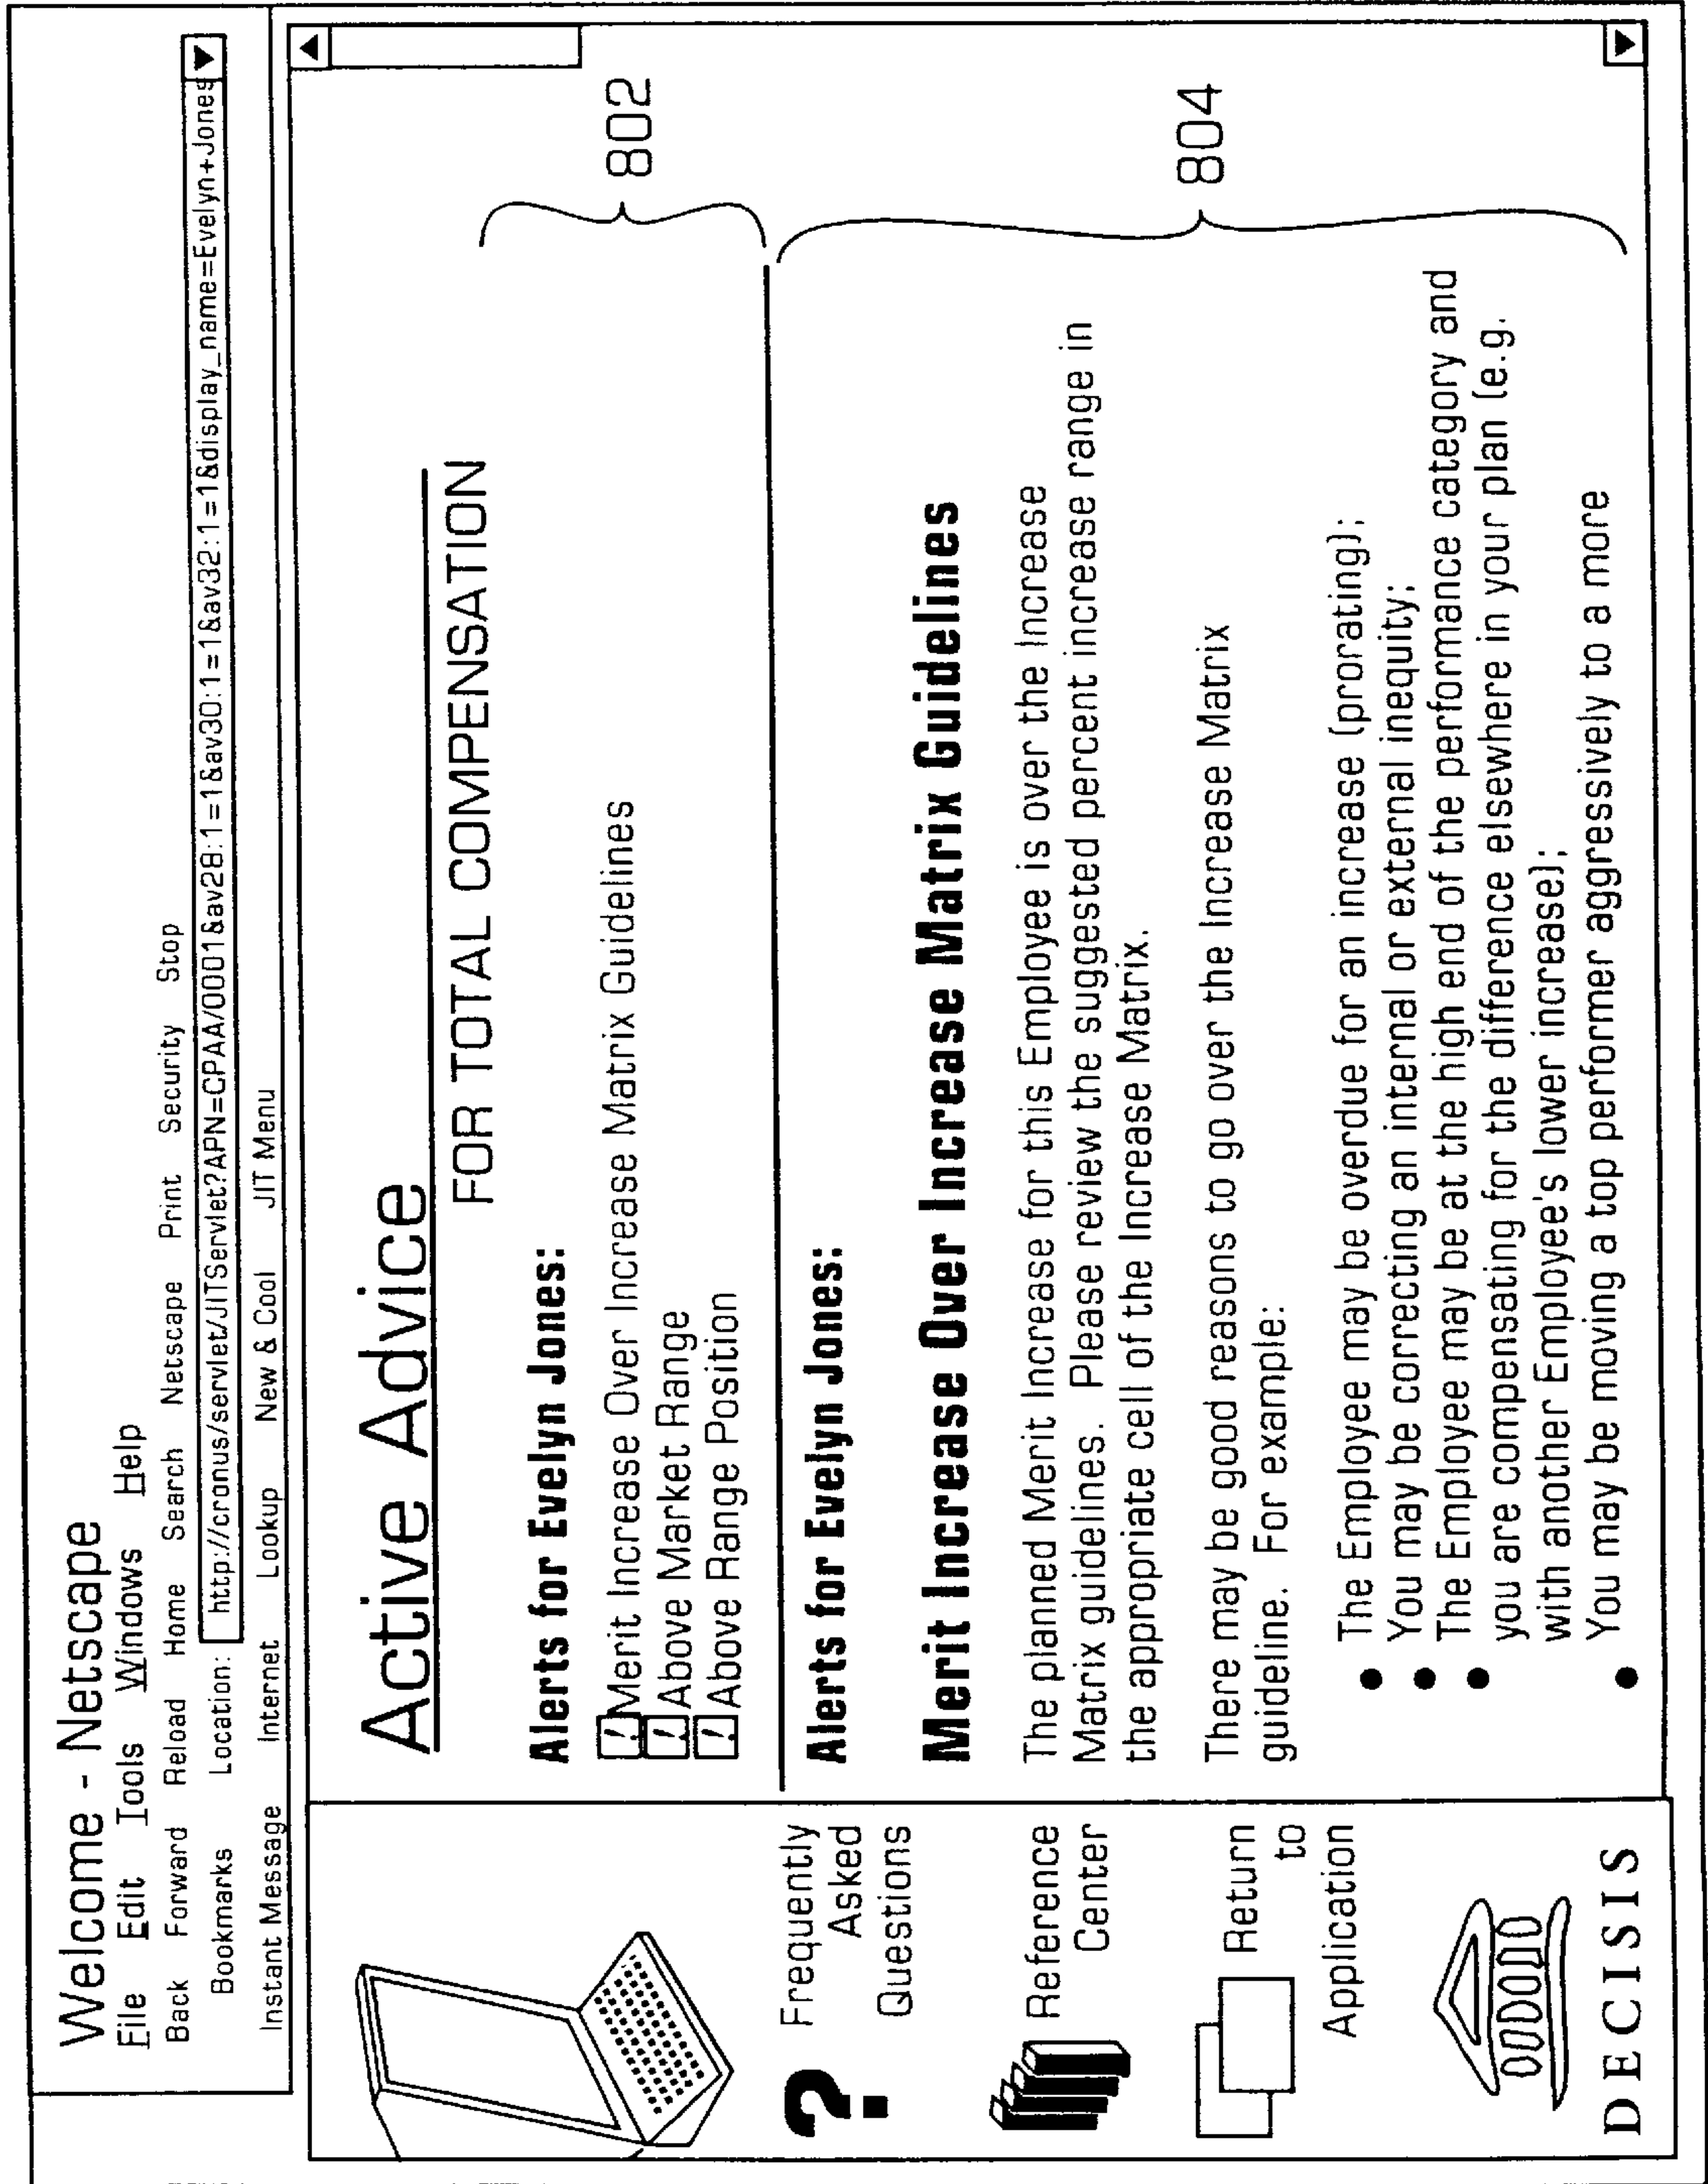 Welcome - Netscape
File Edit Tools Windows Help
Back Forward Reload Home Search Netscape Print Security Stop
Bookmarks Location: http://cronus/servlet/JITServlet?APN=CPAA/0001&av28:1=1&av30:1=1&av32:1=1&display_name=Evelyn+Jones
Instant Message Internet Lookup New & Cool JIT Menu
Active Advice
FOR TOTAL COMPENSATION
Alerts for Evelyn Jones:
! Merit Increase Over Increase Matrix Guidelines
! Above Market Range
! Above Range Position
802
Alerts for Evelyn Jones:
Merit Increase Over Increase Matrix Guidelines
The planned Merit Increase for this Employee is over the Increase
Matrix guidelines. Please review the suggested percent increase range in
the appropriate cell of the Increase Matrix.
There may be good reasons to go over the Increase Matrix
guideline. For example:
● The Employee may be overdue for an increase (prorating);
● You may be correcting an internal or external inequity;
● The Employee may be at the high end of the performance category and
you are compensating for the difference elsewhere in your plan (e.g.
with another Employee's lower increase);
● You may be moving a top performer aggressively to a more
804
? Frequently
Asked
Questions
Reference
Center
Return
to
Application
DECISIS